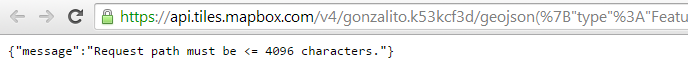 https://api.tiles.mapbox.com/v4/gonzalito.k53kcf3d/geojson(%7B"type"%3A"Featu
{"message":"Request path must be <= 4096 characters."}